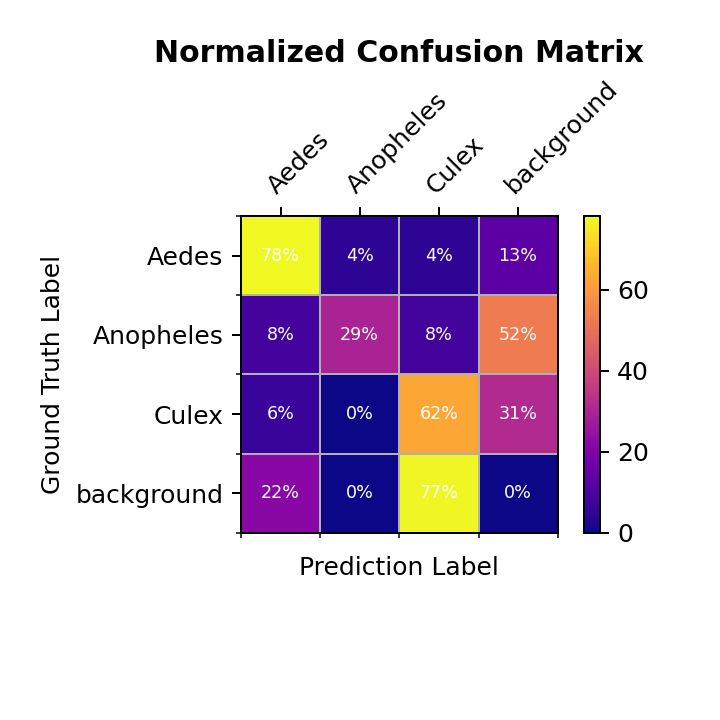 Normalized Confusion Matrix
Aedes
Anopheles
Culex
background
Ground Truth Label
Aedes
78% 4% 4% 13%
Anopheles
8% 29% 8% 52%
Culex
6% 0% 62% 31%
background
22% 0% 77% 0%
60
40
20
0
Prediction Label